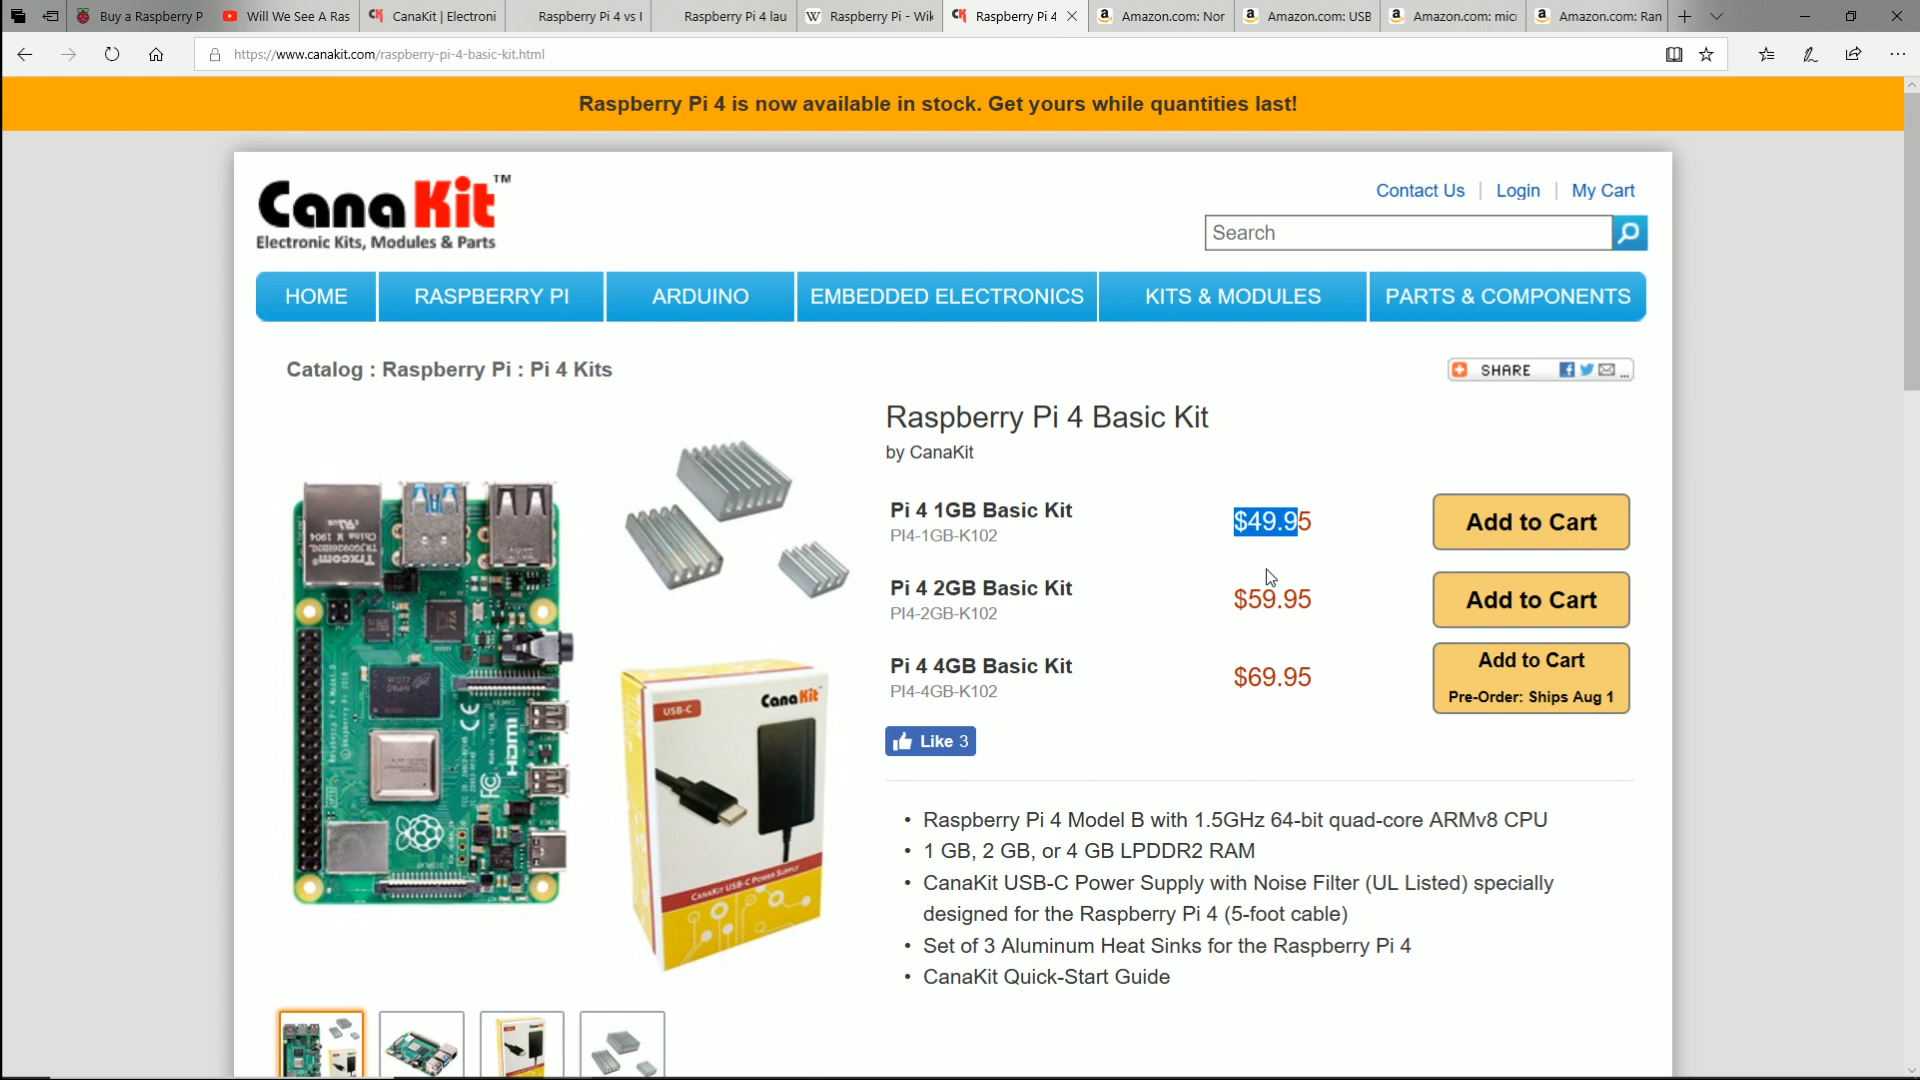 Buy a Raspberry P
Will We See A Ras
CanaKit | Electroni
Raspberry Pi 4 vs I
Raspberry Pi 4 lau
Raspberry Pi - Wik
Raspberry Pi 4
Amazon.com: Nor
Amazon.com: USB
Amazon.com: mic
Amazon.com: Ran
https://www.canakit.com/raspberry-pi-4-basic-kit.html
Raspberry Pi 4 is now available in stock. Get yours while quantities last!
CanaKit™
Electronic Kits, Modules & Parts
Contact Us | Login | My Cart
Search
HOME
RASPBERRY PI
ARDUINO
EMBEDDED ELECTRONICS
KITS & MODULES
PARTS & COMPONENTS
Catalog : Raspberry Pi : Pi 4 Kits
SHARE
Raspberry Pi 4 Basic Kit
by CanaKit
Pi 4 1GB Basic Kit
PI4-1GB-K102
$49.95
Add to Cart
Pi 4 2GB Basic Kit
PI4-2GB-K102
$59.95
Add to Cart
Pi 4 4GB Basic Kit
PI4-4GB-K102
$69.95
Add to Cart
Pre-Order: Ships Aug 1
Like 3
HDMI
USB-C
CanaKit
CANAKIT USB-C POWER SUPPLY
• Raspberry Pi 4 Model B with 1.5GHz 64-bit quad-core ARMv8 CPU
• 1 GB, 2 GB, or 4 GB LPDDR2 RAM
• CanaKit USB-C Power Supply with Noise Filter (UL Listed) specially
designed for the Raspberry Pi 4 (5-foot cable)
• Set of 3 Aluminum Heat Sinks for the Raspberry Pi 4
• CanaKit Quick-Start Guide